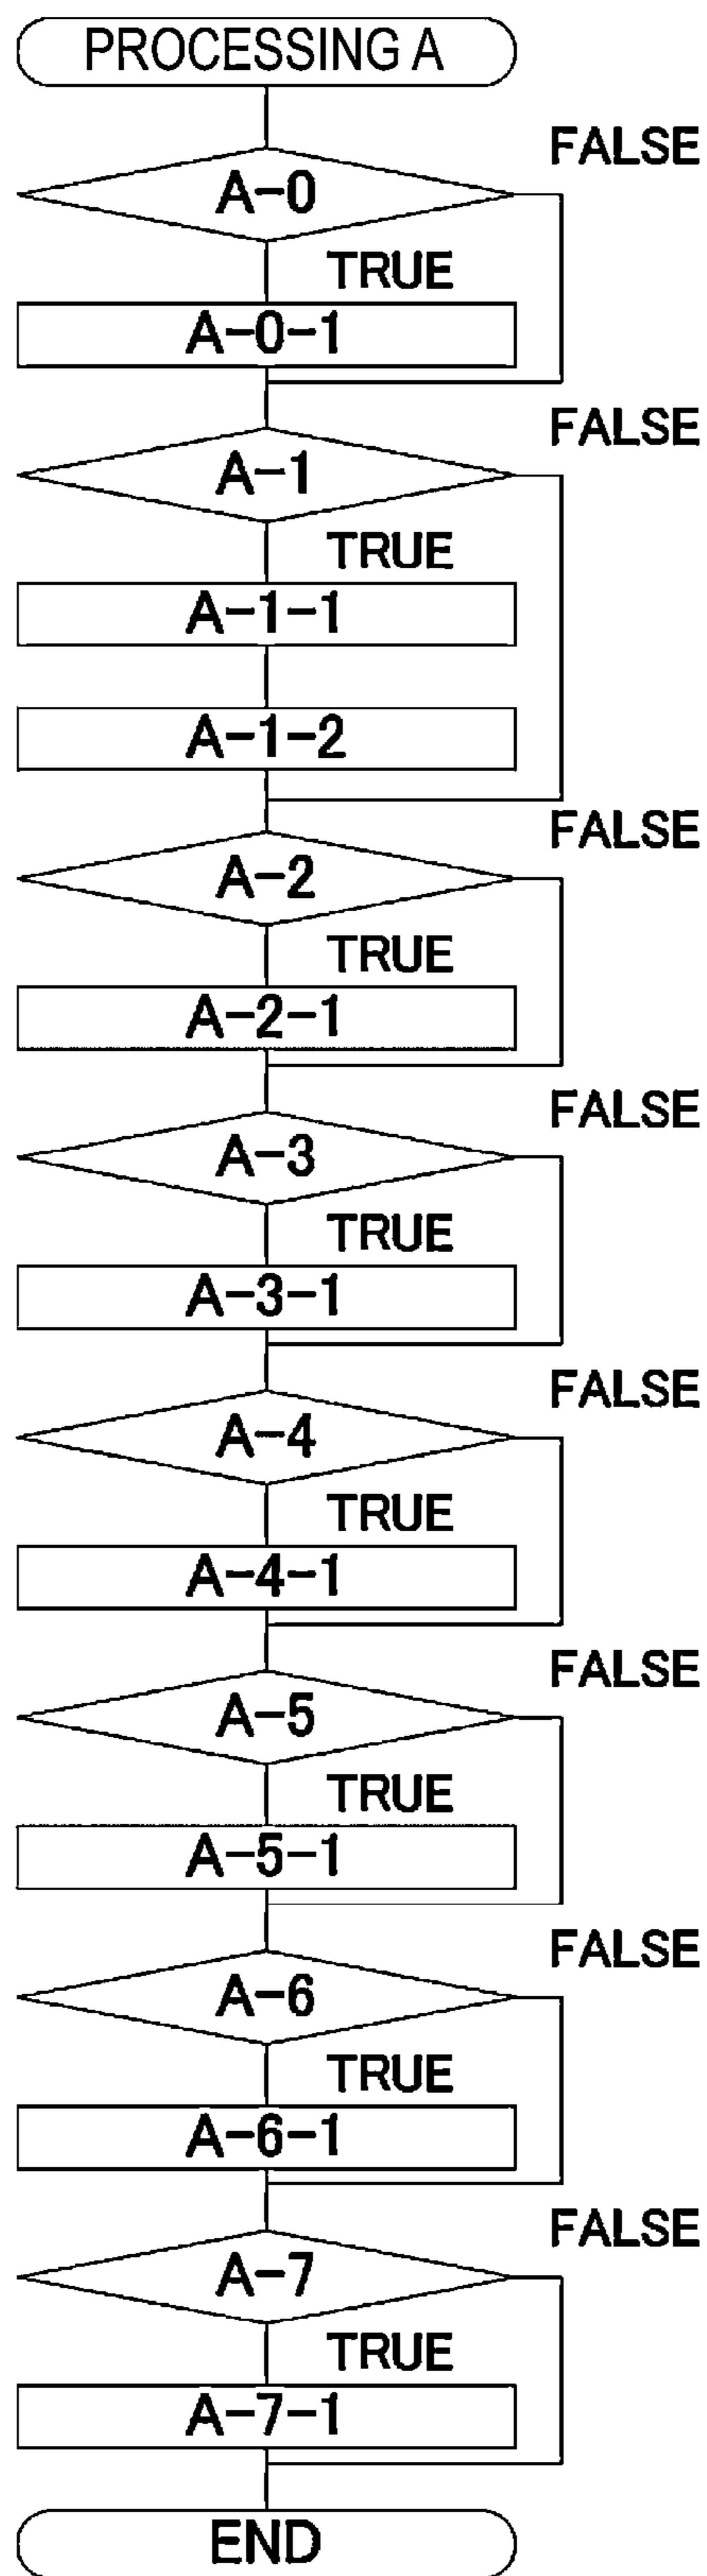 PROCESSING A
FALSE
A-0
TRUE
A-0-1
FALSE
A-1
TRUE
A-1-1
A-1-2
FALSE
A-2
TRUE
A-2-1
FALSE
A-3
TRUE
A-3-1
FALSE
A-4
TRUE
A-4-1
FALSE
A-5
TRUE
A-5-1
FALSE
A-6
TRUE
A-6-1
FALSE
A-7
TRUE
A-7-1
END